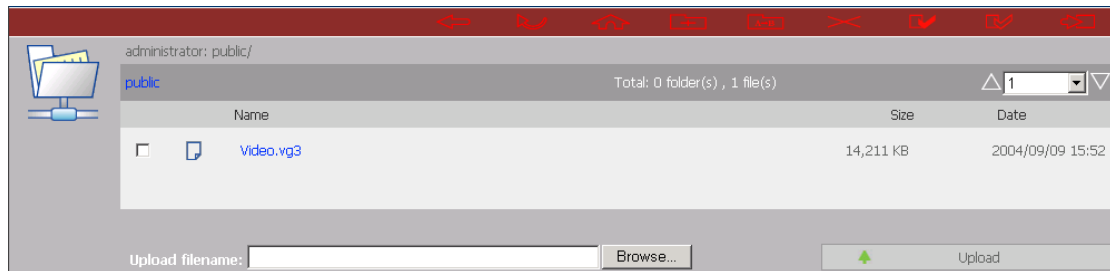 administrator: public/
public Total: 0 folder(s) , 1 file(s) 1
Name Size Date
Video.vg3 14,211 KB 2004/09/09 15:52
Upload filename: Browse... Upload